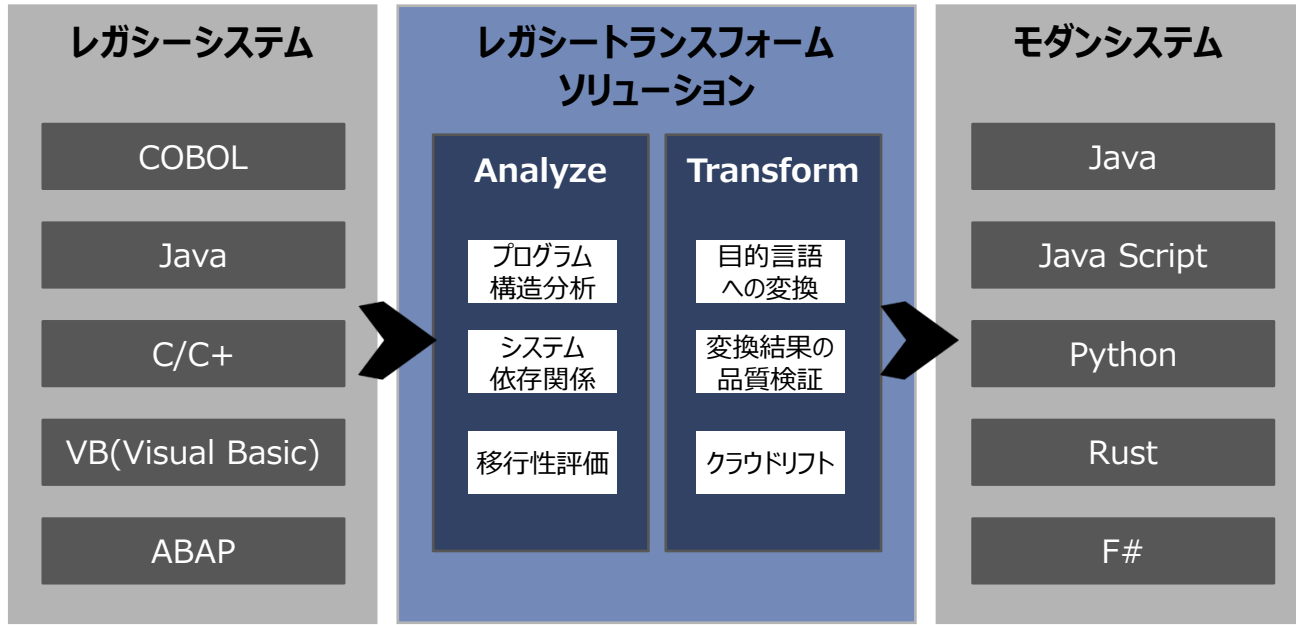 レガシーシステム
COBOL
Java
C/C+
VB(Visual Basic)
ABAP
レガシートランスフォーム
ソリューション
Analyze
プログラム
構造分析
システム
依存関係
移行性評価
Transform
目的言語
への変換
変換結果の
品質検証
クラウドリフト
モダンシステム
Java
Java Script
Python
Rust
F#